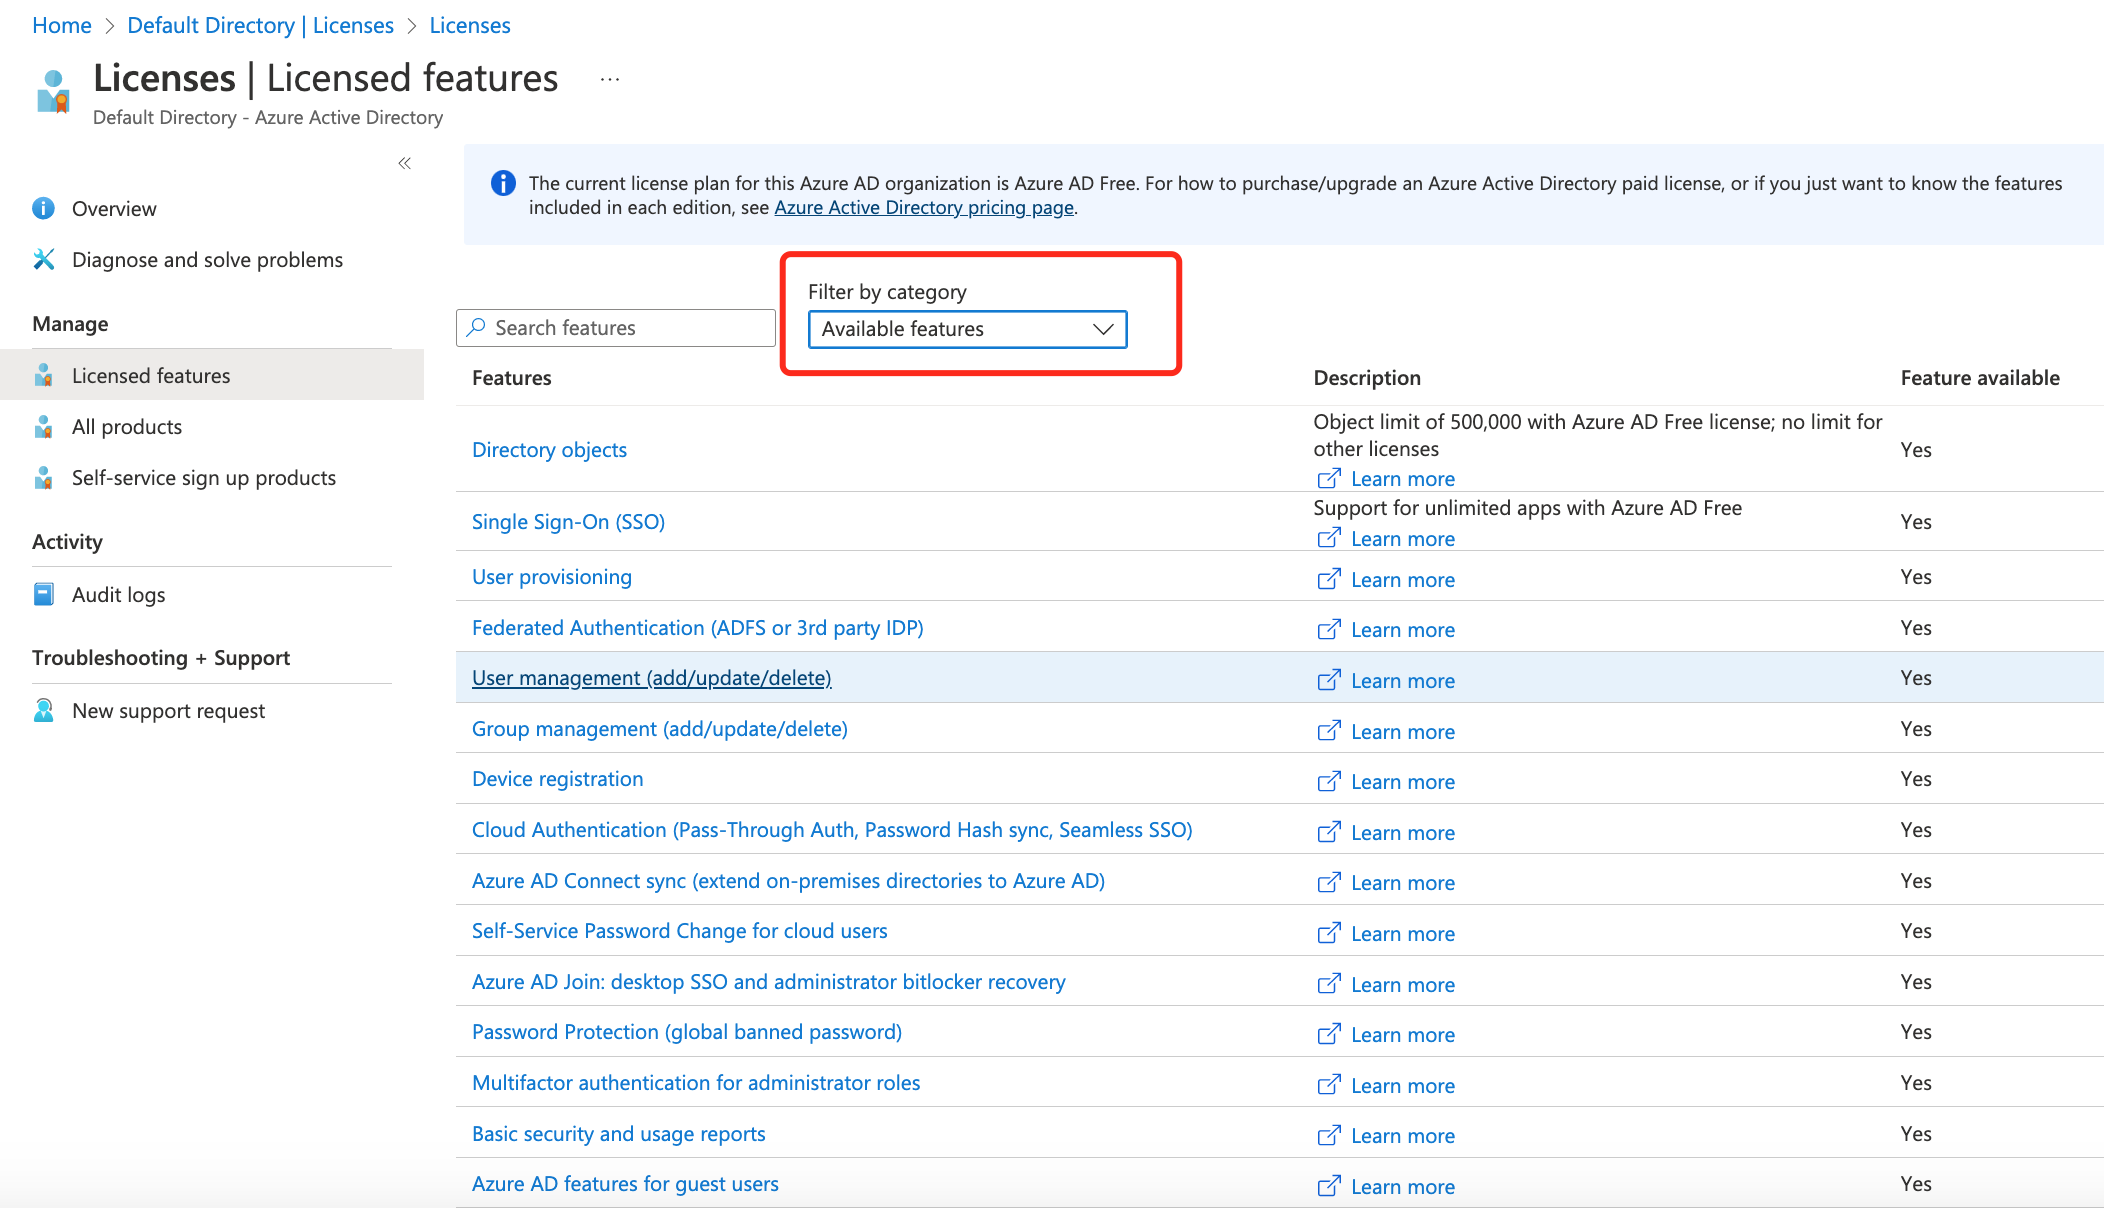 Home > Default Directory | Licenses > Licenses
Licenses | Licensed features ...
Default Directory - Azure Active Directory
«
Overview
Diagnose and solve problems
Manage
Licensed features
All products
Self-service sign up products
Activity
Audit logs
Troubleshooting + Support
New support request
The current license plan for this Azure AD organization is Azure AD Free. For how to purchase/upgrade an Azure Active Directory paid license, or if you just want to know the features
included in each edition, see Azure Active Directory pricing page.
Filter by category
Search features
Available features
Features Description Feature available
Directory objects
Object limit of 500,000 with Azure AD Free license; no limit for
other licenses
Learn more
Yes
Single Sign-On (SSO)
Support for unlimited apps with Azure AD Free
Learn more
Yes
User provisioning Learn more Yes
Federated Authentication (ADFS or 3rd party IDP) Learn more Yes
User management (add/update/delete) Learn more Yes
Group management (add/update/delete) Learn more Yes
Device registration Learn more Yes
Cloud Authentication (Pass-Through Auth, Password Hash sync, Seamless SSO) Learn more Yes
Azure AD Connect sync (extend on-premises directories to Azure AD) Learn more Yes
Self-Service Password Change for cloud users Learn more Yes
Azure AD Join: desktop SSO and administrator bitlocker recovery Learn more Yes
Password Protection (global banned password) Learn more Yes
Multifactor authentication for administrator roles Learn more Yes
Basic security and usage reports Learn more Yes
Azure AD features for guest users Learn more Yes